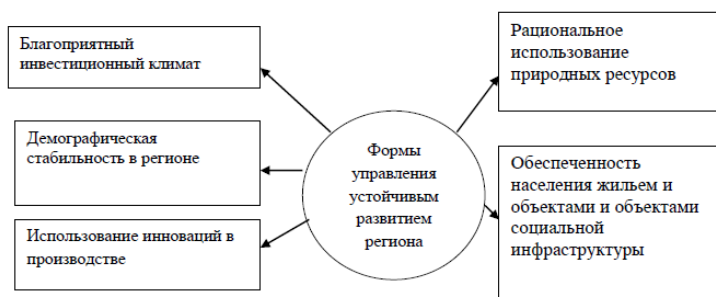 Благоприятный
инвестиционный климат
Демографическая
стабильность в регионе
Использование инноваций в
производстве
Формы
управления
устойчивым
развитием
региона
Рациональное
использование
природных ресурсов
Обеспеченность
населения жильем и
объектами и объектами
социальной
инфраструктуры